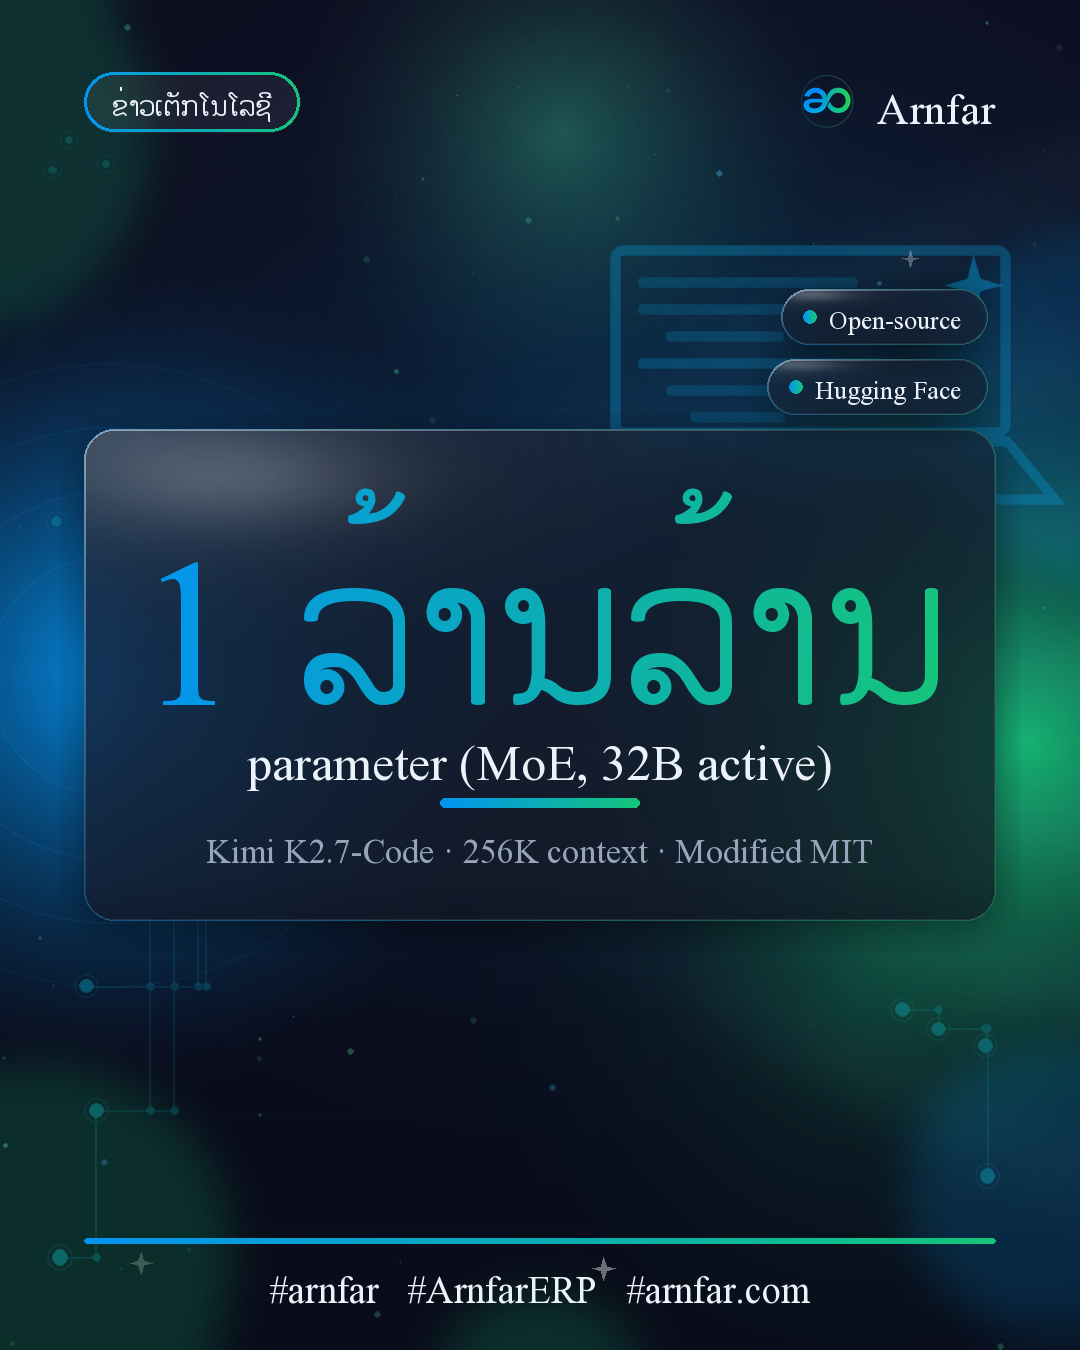 ຂ່າວເຕັກໂນໂລຊີ
Arnfar
Open-source
Hugging Face
1 ລ້ານລ້ານ
parameter (MoE, 32B active)
Kimi K2.7-Code · 256K context · Modified MIT
#arnfar #ArnfarERP #arnfar.com